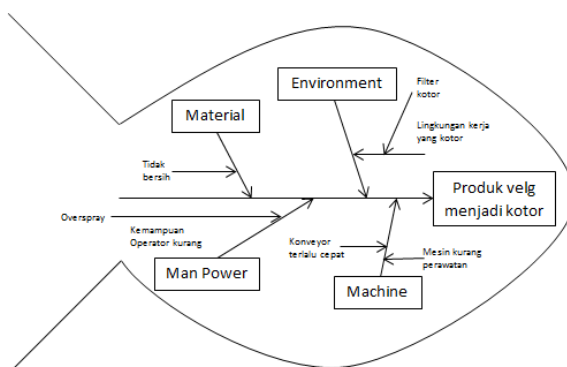 Filter
kotor
Environment
Material
Lingkungan kerja
yang kotor
Tidak
bersih
Produk velg
menjadi kotor
Overspray
Kemampuan
Operator kurang
Man Power
Konveyor
terlalu cepat
Mesin kurang
perawatan
Machine